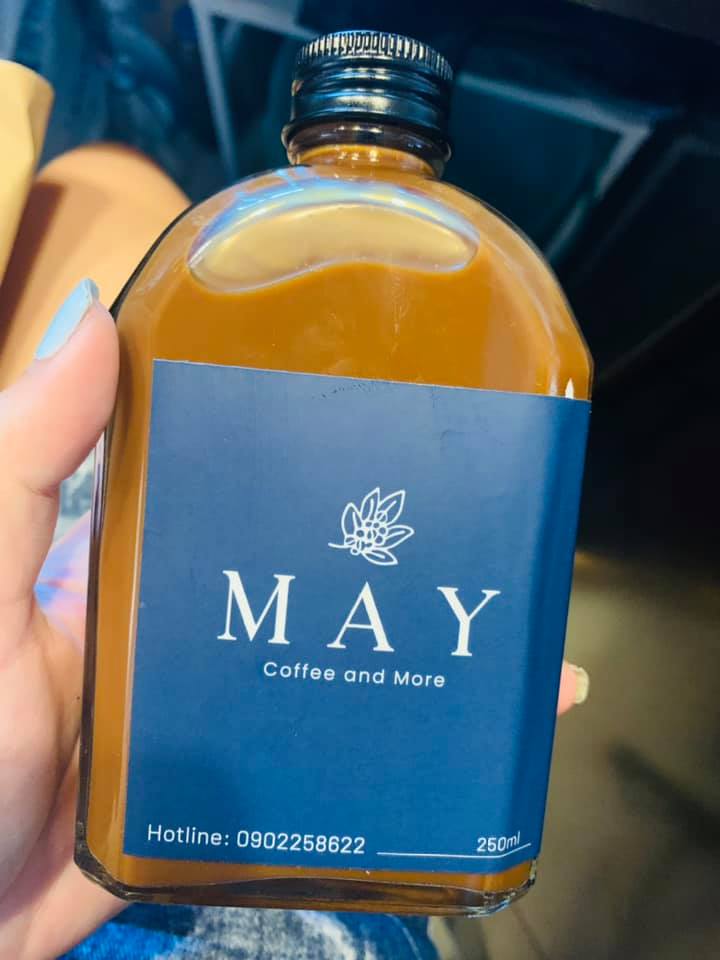 MAY
Coffee and More
Hotline: 0902258622
250ml